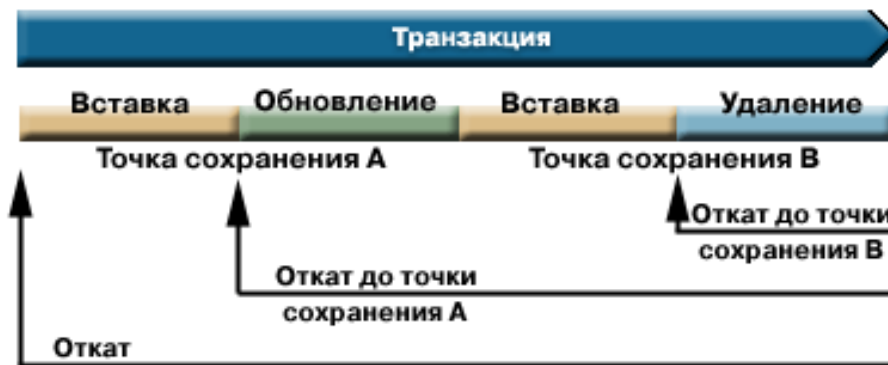 Транзакция
Вставка Обновление Вставка Удаление
Точка сохранения А Точка сохранения В
Откат до точки
сохранения В
Откат до точки
сохранения А
Откат